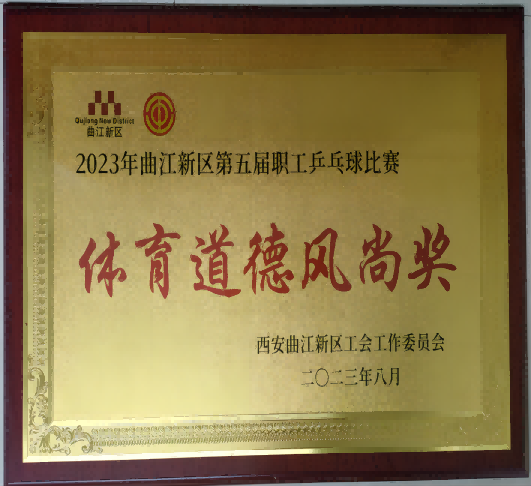 Qujiang New District
曲江新区
2023年曲江新区第五届职工乒乓球比赛
体育道德风尚奖
西安曲江新区工会工作委员会
二〇二三年八月